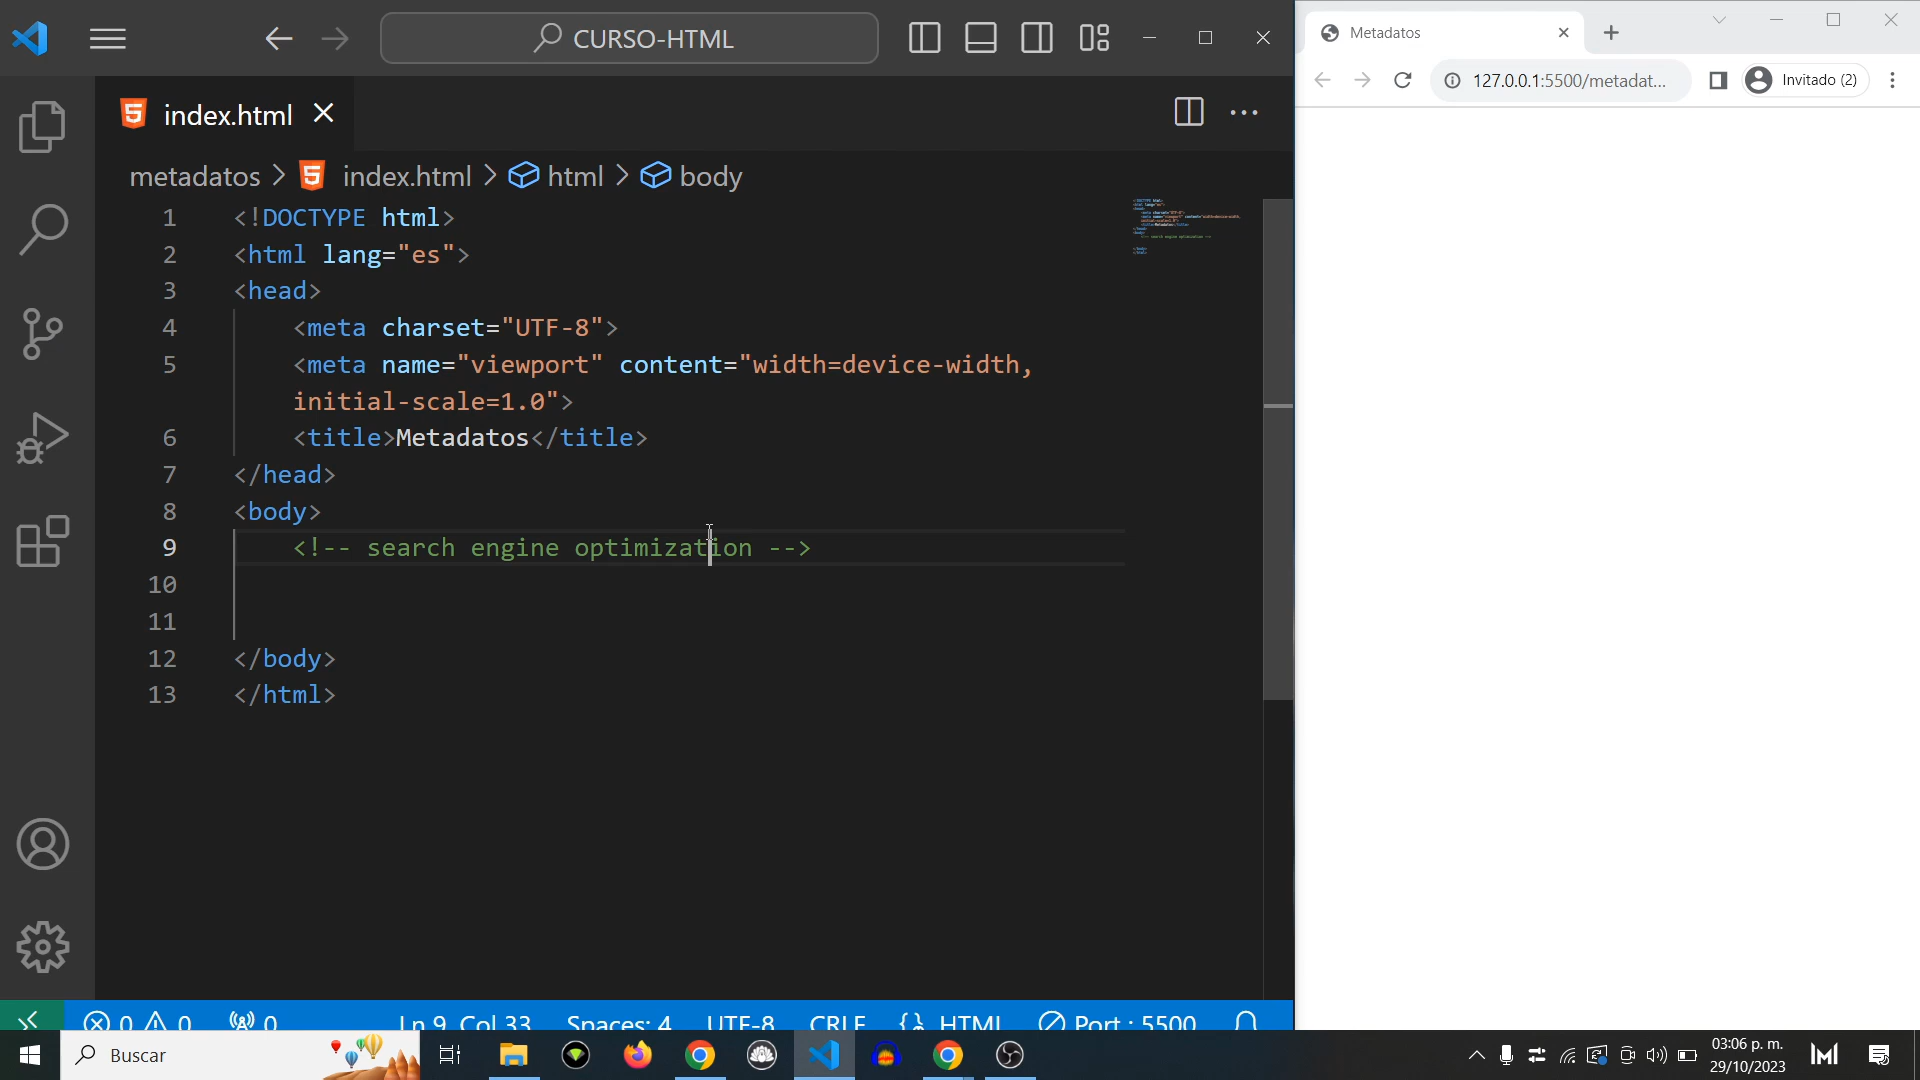 CURSO-HTML
index.html
metadatos > index.html > html > body
1 <!DOCTYPE html>
2 <html lang="es">
3 <head>
4 <meta charset="UTF-8">
5 <meta name="viewport" content="width=device-width,
initial-scale=1.0">
6 <title>Metadatos</title>
7 </head>
8 <body>
9 <!-- search engine optimization -->
10
11
12 </body>
13 </html>
0 0 0 Ln 9, Col 33 Spaces: 4 UTF-8 CRLF {} HTML Port : 5500
Metadatos
127.0.0.1:5500/metadat...
Invitado (2)
Buscar
03:06 p. m.
29/10/2023